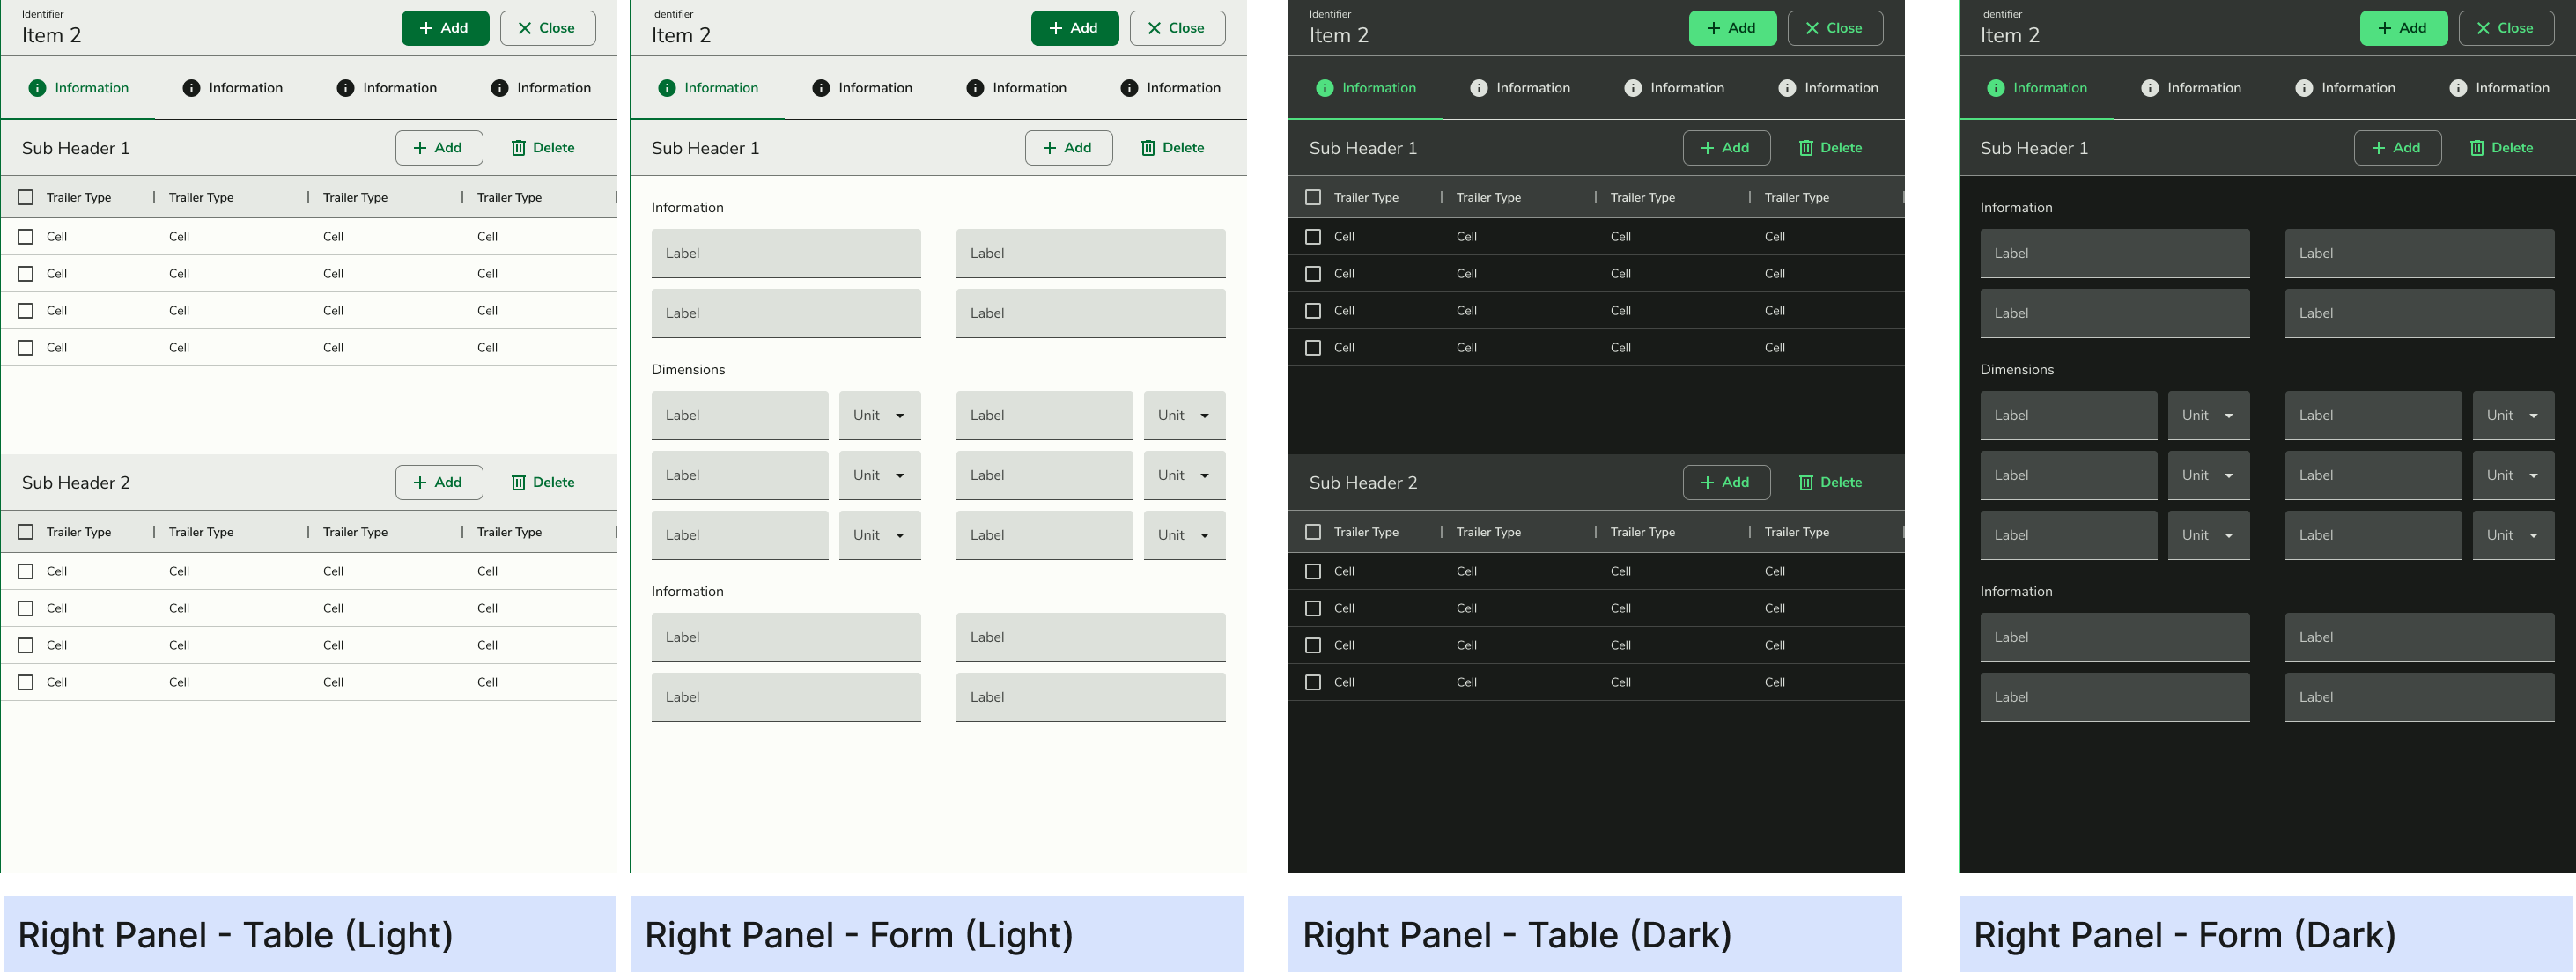 Identifier
Item 2
Add
Close
Information Information Information Information
Sub Header 1
Add
Delete
Trailer Type | Trailer Type | Trailer Type | Trailer Type |
Cell Cell Cell Cell
Cell Cell Cell Cell
Cell Cell Cell Cell
Cell Cell Cell Cell
Sub Header 2
Add
Delete
Trailer Type | Trailer Type | Trailer Type | Trailer Type |
Cell Cell Cell Cell
Cell Cell Cell Cell
Cell Cell Cell Cell
Cell Cell Cell Cell
Right Panel - Table (Light)
Identifier
Item 2
Add
Close
Information Information Information Information
Sub Header 1
Add
Delete
Information
Label Label
Label Label
Dimensions
Label Unit Label Unit
Label Unit Label Unit
Label Unit Label Unit
Information
Label Label
Label Label
Right Panel - Form (Light)
Identifier
Item 2
Add
Close
Information Information Information Information
Sub Header 1
Add
Delete
Trailer Type | Trailer Type | Trailer Type | Trailer Type |
Cell Cell Cell Cell
Cell Cell Cell Cell
Cell Cell Cell Cell
Cell Cell Cell Cell
Sub Header 2
Add
Delete
Trailer Type | Trailer Type | Trailer Type | Trailer Type |
Cell Cell Cell Cell
Cell Cell Cell Cell
Cell Cell Cell Cell
Cell Cell Cell Cell
Right Panel - Table (Dark)
Identifier
Item 2
Add
Close
Information Information Information Information
Sub Header 1
Add
Delete
Information
Label Label
Label Label
Dimensions
Label Unit Label Unit
Label Unit Label Unit
Label Unit Label Unit
Information
Label Label
Label Label
Right Panel - Form (Dark)